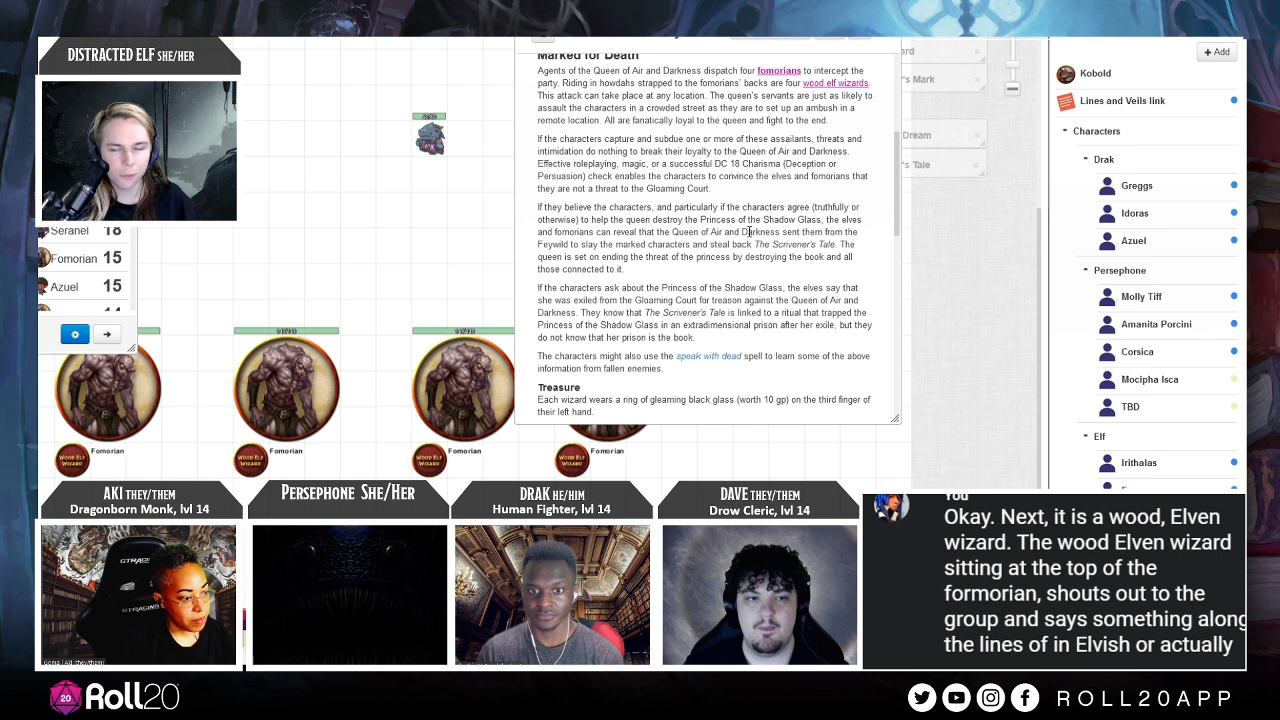 DISTRACTED ELF SHE/HER
Seranel 18
Fomorian 15
Azuel 15
Marked for Death
Agents of the Queen of Air and Darkness dispatch four fomorians to intercept the
party. Riding in howdahs strapped to the fomorians' backs are four wood elf wizards.
This attack can take place at any location. The queen's servants are just as likely to
assault the characters in a crowded street as they are to set up an ambush in a
remote location. All are fanatically loyal to the queen and fight to the end.
If the characters capture and subdue one or more of these assailants, threats and
intimidation do nothing to break their loyalty to the Queen of Air and Darkness.
Effective roleplaying, magic, or a successful DC 18 Charisma (Deception or
Persuasion) check enables the characters to convince the elves and fomorians that
they are not a threat to the Gloaming Court.
If they believe the characters, and particularly if the characters agree (truthfully or
otherwise) to help the queen destroy the Princess of the Shadow Glass, the elves
and fomorians can reveal that the Queen of Air and Darkness sent them from the
Feywild to slay the marked characters and steal back The Scrivener's Tale. The
queen is set on ending the threat of the princess by destroying the book and all
those connected to it.
If the characters ask about the Princess of the Shadow Glass, the elves say that
she was exiled from the Gloaming Court for treason against the Queen of Air and
Darkness. They know that The Scrivener's Tale is linked to a ritual that trapped the
Princess of the Shadow Glass in an extradimensional prison after her exile, but they
do not know that her prison is the book.
The characters might also use the speak with dead spell to learn some of the above
information from fallen enemies.
Treasure
Each wizard wears a ring of gleaming black glass (worth 10 gp) on the third finger of
their left hand.
ard
's Mark
Dream
's Tale
+ Add
Kobold
Lines and Veils link
Characters
Drak
Greggs
Idoras
Azuel
Persephone
Molly Tiff
Amanita Porcini
Corsica
Mocipha Isca
TBD
Elf
Irithalas
WOOD ELF WIZARD
Fomorian
WOOD ELF WIZARD
Fomorian
WOOD ELF WIZARD
Fomorian
WOOD ELF WIZARD
Fomorian
AKI THEY/THEM
Dragonborn Monk, lvl 14
PERSEPHONE SHE/HER
DRAK HE/HIM
Human Fighter, lvl 14
DAVE THEY/THEM
Drow Cleric, lvl 14
GTRACING
You
Okay. Next, it is a wood, Elven
wizard. The wood Elven wizard
sitting at the top of the
formorian, shouts out to the
group and says something along
the lines of in Elvish or actually
20
Roll20
ROLL20APP